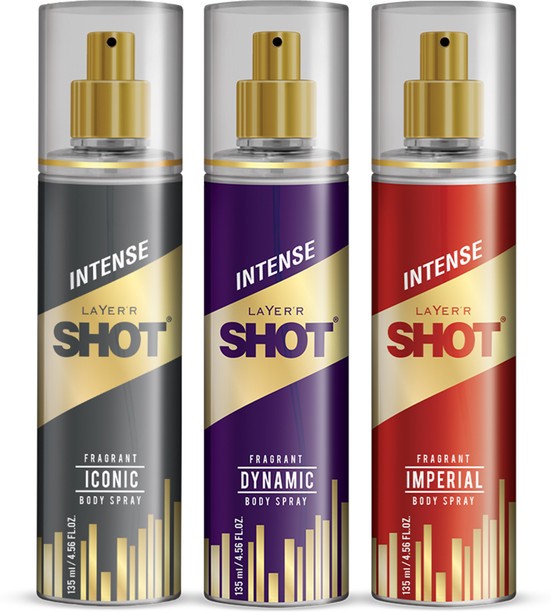 INTENSE
LAYER'R
SHOT®
FRAGRANT
ICONIC
BODY SPRAY
135 ml / 4.56 FL.OZ.
INTENSE
LAYER'R
SHOT®
FRAGRANT
DYNAMIC
BODY SPRAY
135 ml / 4.56 FL.OZ.
INTENSE
LAYER'R
SHOT®
FRAGRANT
IMPERIAL
BODY SPRAY
135 ml / 4.56 FL.OZ.